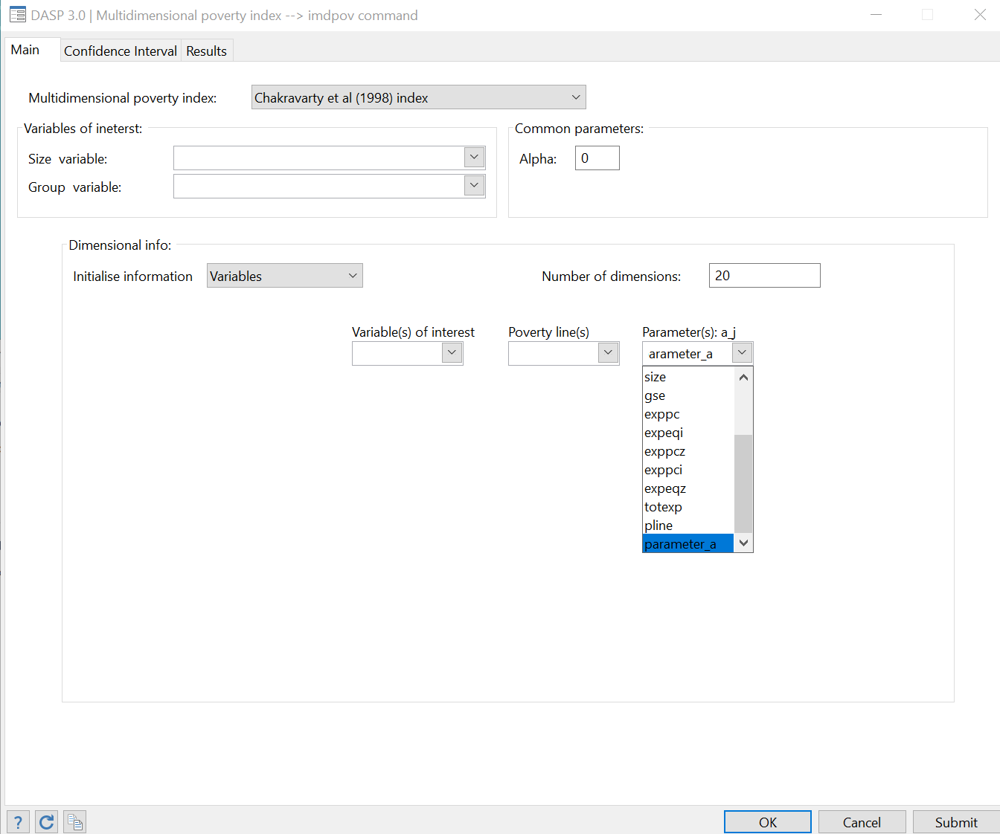 DASP 3.0 | Multidimensional poverty index --> imdpov command
Main Confidence Interval Results
Multidimensional poverty index: Chakravarty et al (1998) index
Variables of ineterst: Common parameters:
Size variable: Alpha: 0
Group variable:
Dimensional info:
Initialise information Variables Number of dimensions: 20
Variable(s) of interest Poverty line(s) Parameter(s): a_j
arameter_a
size
gse
exppc
expeqi
exppcz
exppci
expeqz
totexp
pline
parameter_a
? OK Cancel Submit